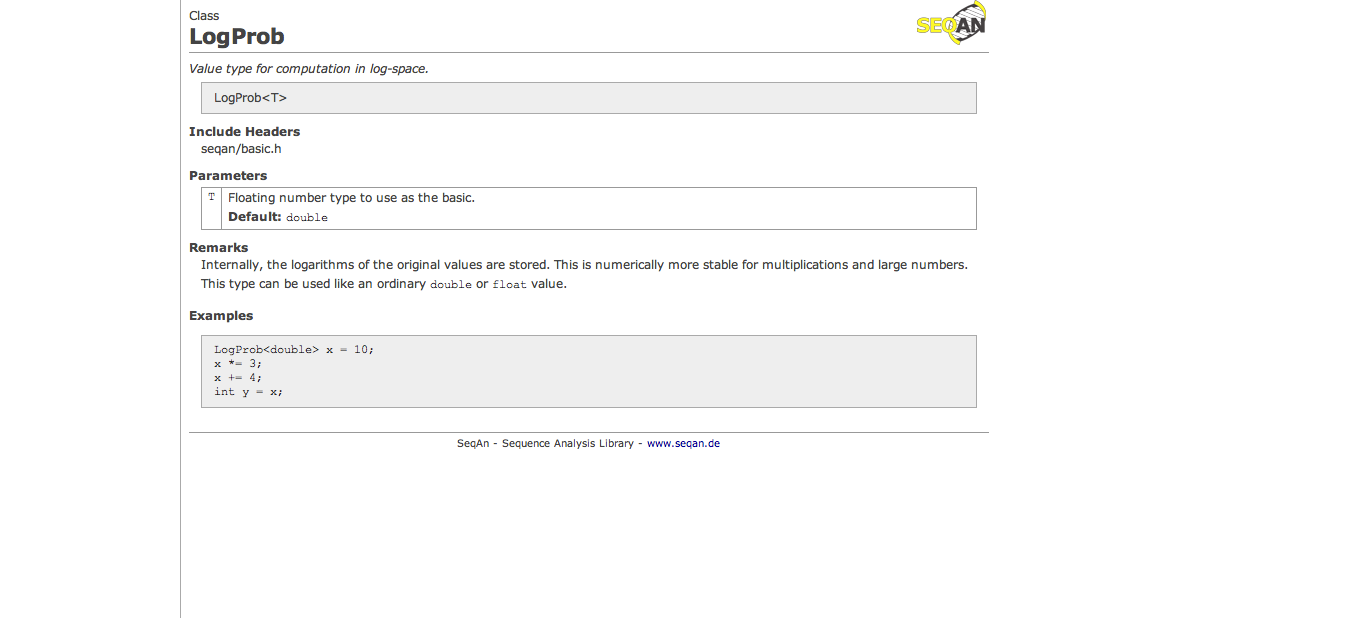 Class
LogProb
SEQAN
Value type for computation in log-space.
LogProb<T>
Include Headers
seqan/basic.h
Parameters
T Floating number type to use as the basic.
Default: double
Remarks
Internally, the logarithms of the original values are stored. This is numerically more stable for multiplications and large numbers.
This type can be used like an ordinary double or float value.
Examples
LogProb<double> x = 10;
x *= 3;
x += 4;
int y = x;
SeqAn - Sequence Analysis Library - www.seqan.de